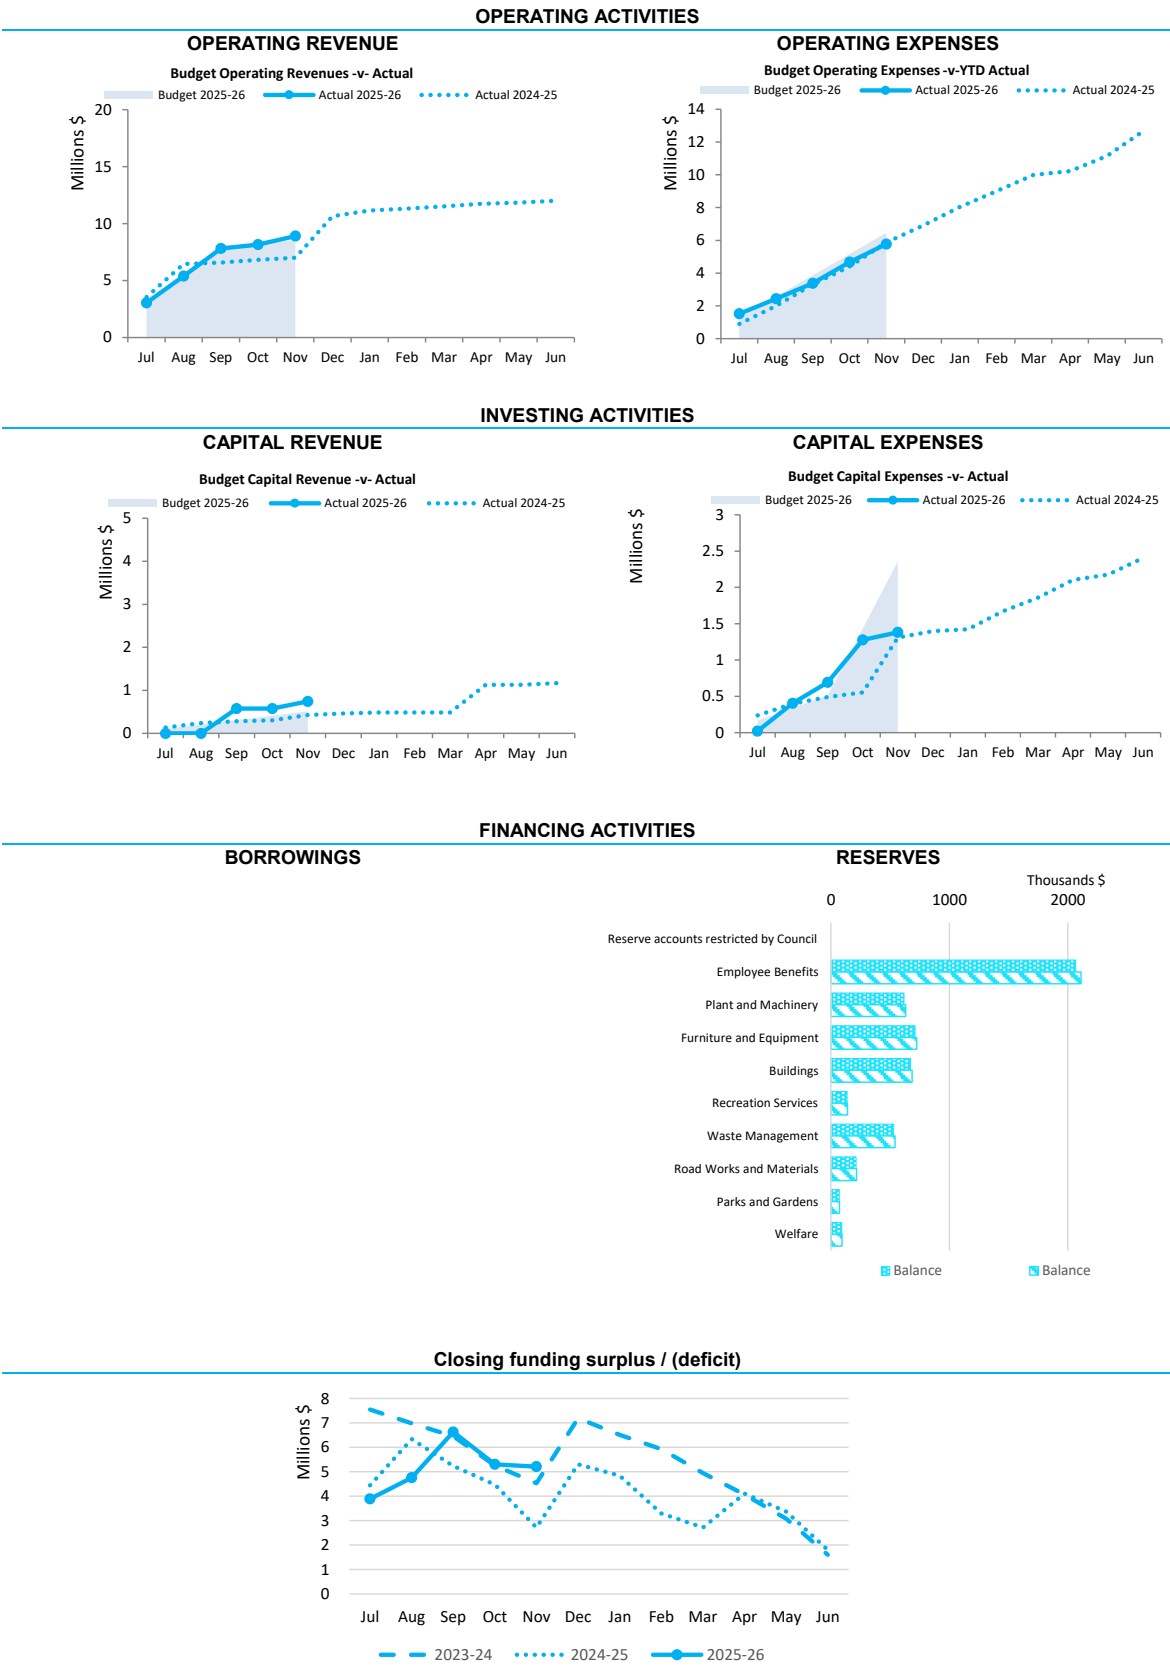 OPERATING ACTIVITIES
OPERATING REVENUE
Budget Operating Revenues -v- Actual
Budget 2025-26 Actual 2025-26 Actual 2024-25
Millions $
20
15
10
5
0
Jul Aug Sep Oct Nov Dec Jan Feb Mar Apr May Jun
OPERATING EXPENSES
Budget Operating Expenses -v-YTD Actual
Budget 2025-26 Actual 2025-26 Actual 2024-25
Millions $
14
12
10
8
6
4
2
0
Jul Aug Sep Oct Nov Dec Jan Feb Mar Apr May Jun
INVESTING ACTIVITIES
CAPITAL REVENUE
Budget Capital Revenue -v- Actual
Budget 2025-26 Actual 2025-26 Actual 2024-25
Millions $
5
4
3
2
1
0
Jul Aug Sep Oct Nov Dec Jan Feb Mar Apr May Jun
CAPITAL EXPENSES
Budget Capital Expenses -v- Actual
Budget 2025-26 Actual 2025-26 Actual 2024-25
Millions $
3
2.5
2
1.5
1
0.5
0
Jul Aug Sep Oct Nov Dec Jan Feb Mar Apr May Jun
FINANCING ACTIVITIES
BORROWINGS
RESERVES
Thousands $
0 1000 2000
Reserve accounts restricted by Council
Employee Benefits
Plant and Machinery
Furniture and Equipment
Buildings
Recreation Services
Waste Management
Road Works and Materials
Parks and Gardens
Welfare
Balance Balance
Closing funding surplus / (deficit)
Millions $
8
7
6
5
4
3
2
1
0
Jul Aug Sep Oct Nov Dec Jan Feb Mar Apr May Jun
2023-24 2024-25 2025-26